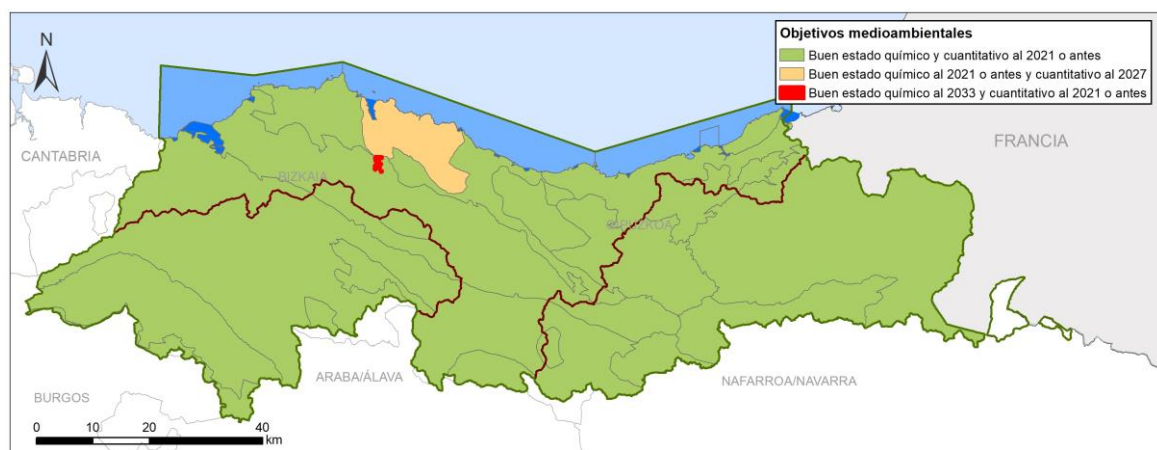 Objetivos medioambientales
Buen estado químico y cuantitativo al 2021 o antes
Buen estado químico al 2021 o antes y cuantitativo al 2027
Buen estado químico al 2033 y cuantitativo al 2021 o antes
N
FRANCIA
CANTABRIA
BIZKAIA
GIPUZKOA
ARABA/ÁLAVA
NAFARROA/NAVARRA
BURGOS
0 10 20 40
km